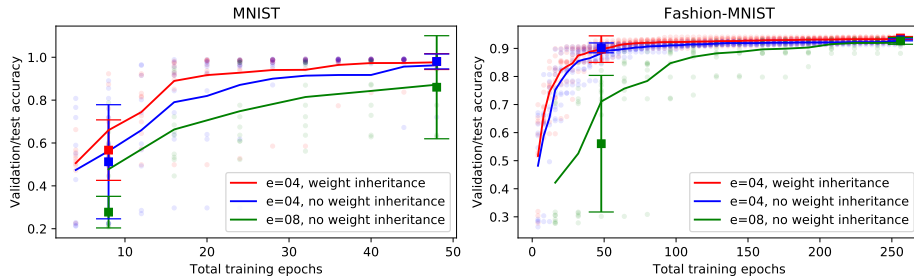 MNIST
Validation/test accuracy
1.0
0.8
0.6
0.4
0.2
10
20
30
40
50
Total training epochs
e=04, weight inheritance
e=04, no weight inheritance
e=08, no weight inheritance
Fashion-MNIST
Validation/test accuracy
0.9
0.8
0.7
0.6
0.5
0.4
0.3
0
50
100
150
200
250
Total training epochs
e=04, weight inheritance
e=04, no weight inheritance
e=08, no weight inheritance